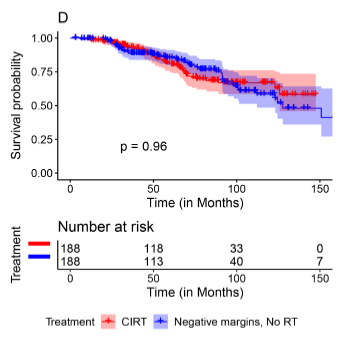 D
Survival probability
1.00
0.75
0.50
0.25
0.00
p = 0.96
0 50 100 150
Time (in Months)
Number at risk
Treatment
188 118 33 0
188 113 40 7
0 50 100 150
Time (in Months)
Treatment CIRT Negative margins, No RT